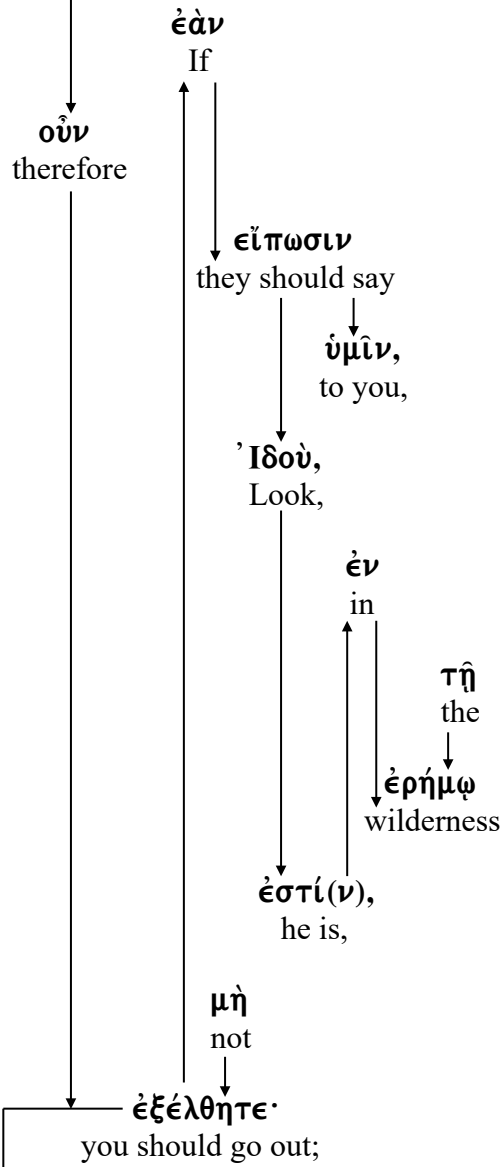 ἐὰν
If
οὖν
therefore
εἴπωσιν
they should say
ὑμῖν,
to you,
Ἰδοὺ,
Look,
ἐν
in
τῇ
the
ἐρήμῳ
wilderness
ἐστί(ν),
he is,
μὴ
not
ἐξέλθητε·
you should go out;